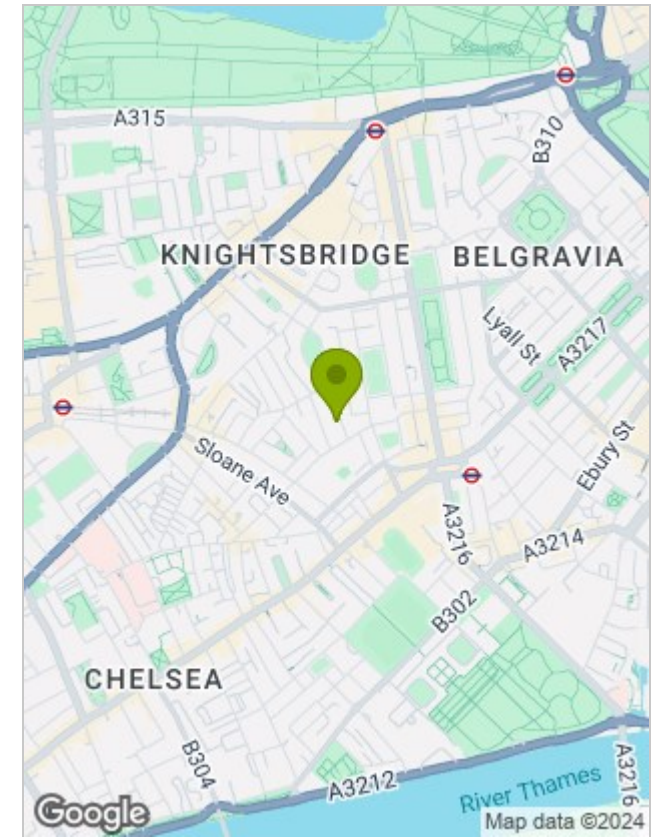 A315
B310
KNIGHTSBRIDGE
BELGRAVIA
Lyall St
A3217
Sloane Ave
Ebury St
A3216
A3214
B302
CHELSEA
B304
A3212
River Thames
A3216
Google
Map data ©2024